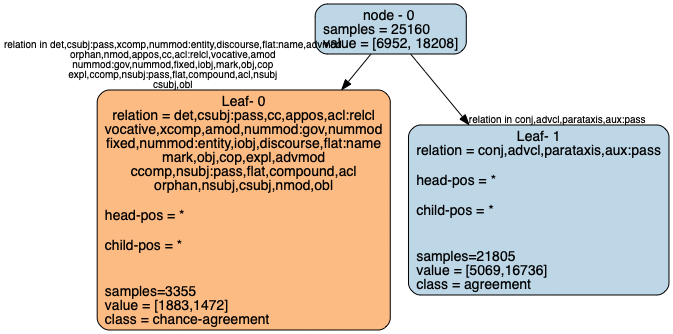 node - 0
samples = 25160
value = [6952, 18208]
relation in det,csubj:pass,xcomp,nummod:entity,discourse,flat:name,advmod
orphan,nmod,appos,cc,acl:relcl,vocative,amod
nummod:gov,nummod,fixed,iobj,mark,obj,cop
expl,ccomp,nsubj:pass,flat,compound,acl,nsubj
csubj,obl
relation in conj,advcl,parataxis,aux:pass
Leaf- 0
relation = det,csubj:pass,cc,appos,acl:relcl
vocative,xcomp,amod,nummod:gov,nummod
fixed,nummod:entity,iobj,discourse,flat:name
mark,obj,cop,expl,advmod
ccomp,nsubj:pass,flat,compound,acl
orphan,nsubj,csubj,nmod,obl
head-pos = *
child-pos = *
samples=3355
value = [1883,1472]
class = chance-agreement
Leaf- 1
relation = conj,advcl,parataxis,aux:pass
head-pos = *
child-pos = *
samples=21805
value = [5069,16736]
class = agreement